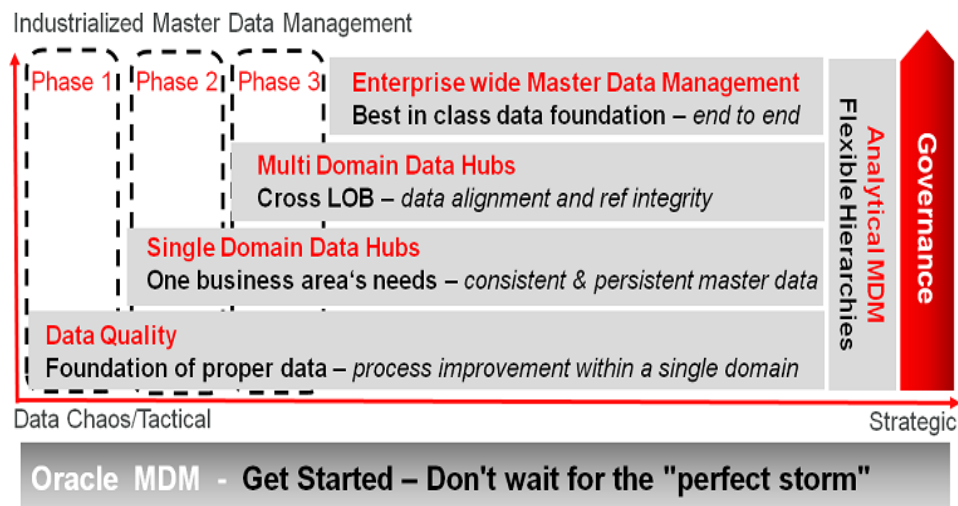 Industrialized Master Data Management
Phase 1
Phase 2
Phase 3
Enterprise wide Master Data Management
Best in class data foundation – end to end
Multi Domain Data Hubs
Cross LOB – data alignment and ref integrity
Single Domain Data Hubs
One business area's needs – consistent & persistent master data
Data Quality
Foundation of proper data – process improvement within a single domain
Analytical MDM
Flexible Hierarchies
Governance
Data Chaos/Tactical
Strategic
Oracle MDM - Get Started – Don't wait for the "perfect storm"